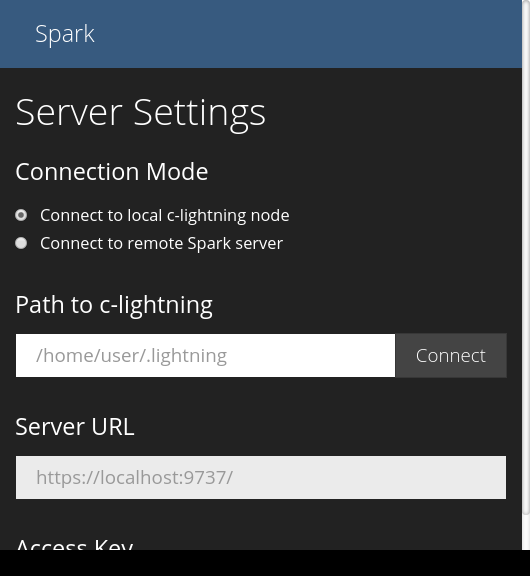 Spark
Server Settings
Connection Mode
Connect to local c-lightning node
Connect to remote Spark server
Path to c-lightning
/home/user/.lightning
Connect
Server URL
https://localhost:9737/
Access Key